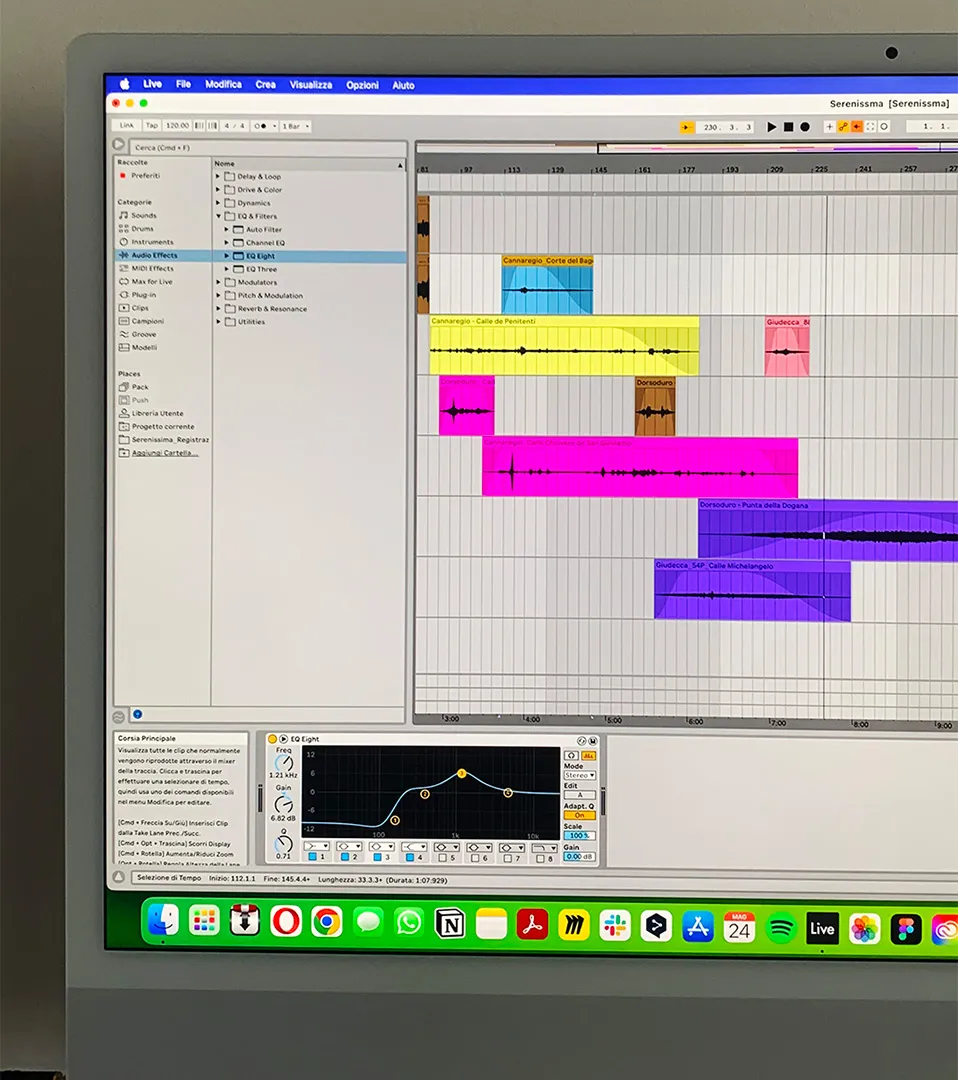 Live File Modifica Crea Visualizza Opzioni Aiuto
Serenissma [Serenissma]
Link Tap 120.00 4 / 4 1 Bar 230. 3. 3 1. 1.
Cerca (Cmd + F)
Raccolte
Preferiti
Categorie
Sounds
Drums
Instruments
Audio Effects
MIDI Effects
Max for Live
Plug-in
Clips
Campioni
Groove
Modelli
Places
Pack
Push
Libreria Utente
Progetto corrente
Serenissma_Registraz
Aggiungi Cartella...
Nome
Delay & Loop
Drive & Color
Dynamics
EQ & Filters
Auto Filter
Channel EQ
EQ Eight
EQ Three
Modulators
Pitch & Modulation
Reverb & Resonance
Utilities
81 97 113 129 145 161 177 193 209 225 241 257
Cannaregio_Corte del Bag
Cannaregio - Calle de Penitenti
Giudecca_
Dorsoduro
Dorsoduro - Punta della Dogana
Giudecca_S4P_Calle Michelangelo
3:00 4:00 5:00 6:00 7:00 8:00 9:00
Corsia Principale
Visualizza tutte le clip che normalmente
vengono riprodotte attraverso il mixer
della traccia. Clicca e trascina per
effettuare una selezionare di tempo,
quindi usa uno dei comandi disponibili
nel menu Modifica per editare.
[Cmd + Freccia Su/Giù] Inserisci Clip
dalla Take Lane Prec./Succ.
[Cmd + Opt + Trascina] Scorri Display
[Cmd + Rotella] Aumenta/Riduci Zoom
EQ Eight
Freq
1.21 kHz
Gain
6.82 dB
Q
0.71
12
6
0
-6
-12
100 1k 10k
1 2 3 4 5 6 7 8
Mode
Stereo
Edit
A
Adapt. Q
On
Scale
100 %
Gain
0.00 dB
Selezione di Tempo Inizio: 112.1.1 Fine: 145.4.4+ Lunghezza: 33.3.3+ (Durata: 1:07:929)
MAG
24
Live